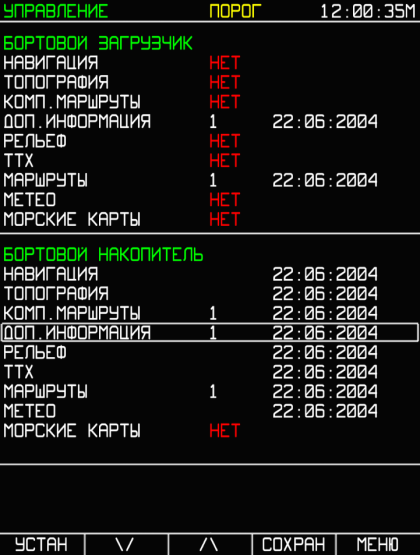 УПРАВЛЕНИЕ ПОРОГ 12:00:35М
БОРТОВОЙ ЗАГРУЗЧИК
НАВИГАЦИЯ НЕТ
ТОПОГРАФИЯ НЕТ
КОМП.МАРШРУТЫ НЕТ
ДОП.ИНФОРМАЦИЯ 1 22:06:2004
РЕЛЬЕФ НЕТ
ТТХ НЕТ
МАРШРУТЫ 1 22:06:2004
МЕТЕО НЕТ
МОРСКИЕ КАРТЫ НЕТ
БОРТОВОЙ НАКОПИТЕЛЬ
НАВИГАЦИЯ 22:06:2004
ТОПОГРАФИЯ 22:06:2004
КОМП.МАРШРУТЫ 1 22:06:2004
ДОП.ИНФОРМАЦИЯ 1 22:06:2004
РЕЛЬЕФ 22:06:2004
ТТХ 22:06:2004
МАРШРУТЫ 1 22:06:2004
МЕТЕО 22:06:2004
МОРСКИЕ КАРТЫ НЕТ
УСТАН \/ /\ СОХРАН МЕНЮ